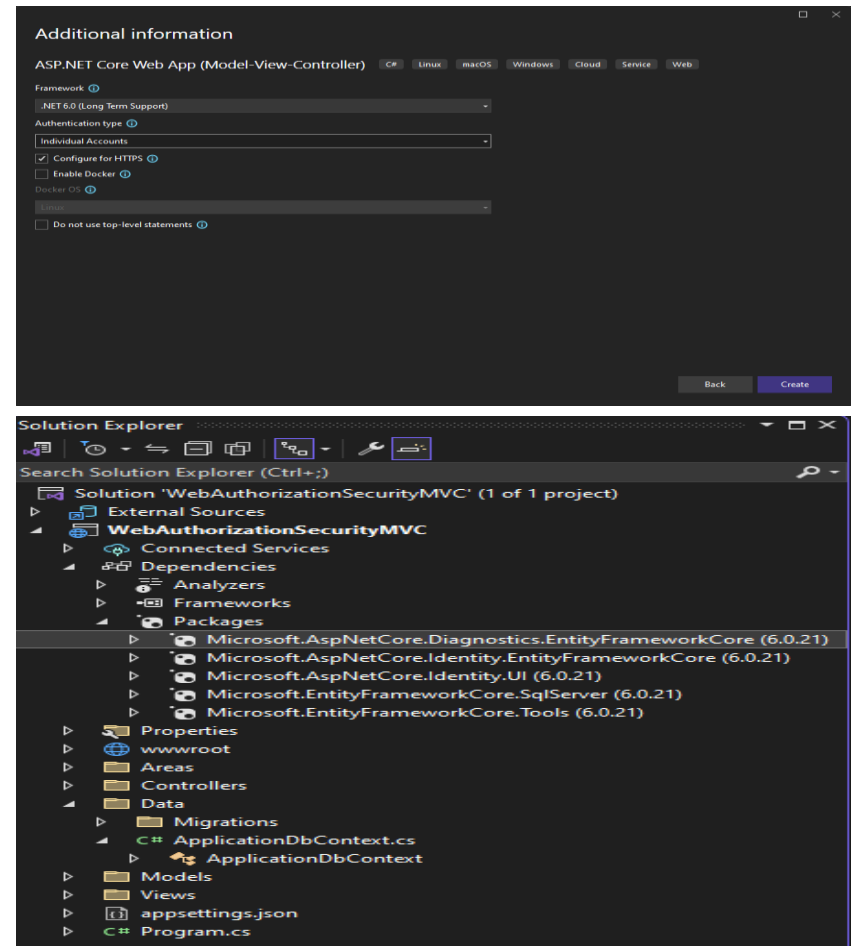 Additional information
ASP.NET Core Web App (Model-View-Controller) C# Linux macOS Windows Cloud Service Web
Framework
.NET 6.0 (Long Term Support)
Authentication type
Individual Accounts
Configure for HTTPS
Enable Docker
Docker OS
Linux
Do not use top-level statements
Back Create
Solution Explorer
Search Solution Explorer (Ctrl+;)
Solution 'WebAuthorizationSecurityMVC' (1 of 1 project)
External Sources
WebAuthorizationSecurityMVC
Connected Services
Dependencies
Analyzers
Frameworks
Packages
Microsoft.AspNetCore.Diagnostics.EntityFrameworkCore (6.0.21)
Microsoft.AspNetCore.Identity.EntityFrameworkCore (6.0.21)
Microsoft.AspNetCore.Identity.UI (6.0.21)
Microsoft.EntityFrameworkCore.SqlServer (6.0.21)
Microsoft.EntityFrameworkCore.Tools (6.0.21)
Properties
wwwroot
Areas
Controllers
Data
Migrations
C# ApplicationDbContext.cs
ApplicationDbContext
Models
Views
appsettings.json
C# Program.cs